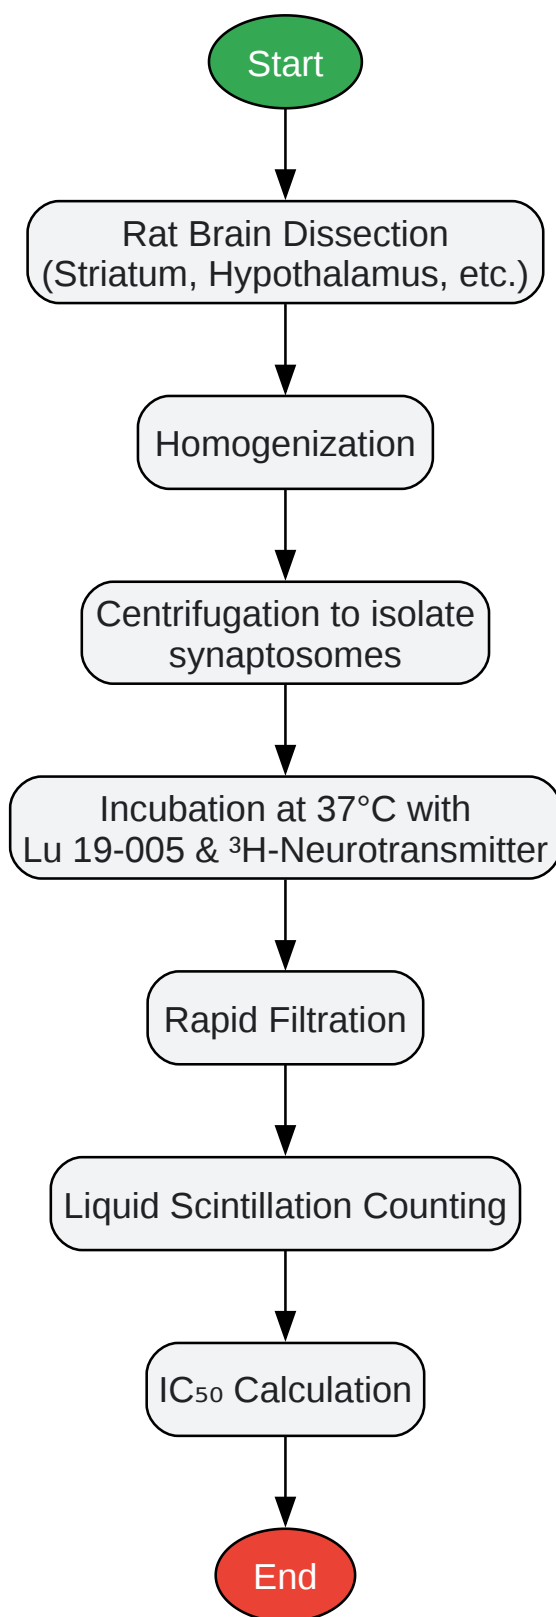 Start
Rat Brain Dissection
(Striatum, Hypothalamus, etc.)
Homogenization
Centrifugation to isolate
synaptosomes
Incubation at 37°C with
Lu 19-005 & ³H-Neurotransmitter
Rapid Filtration
Liquid Scintillation Counting
IC₅₀ Calculation
End